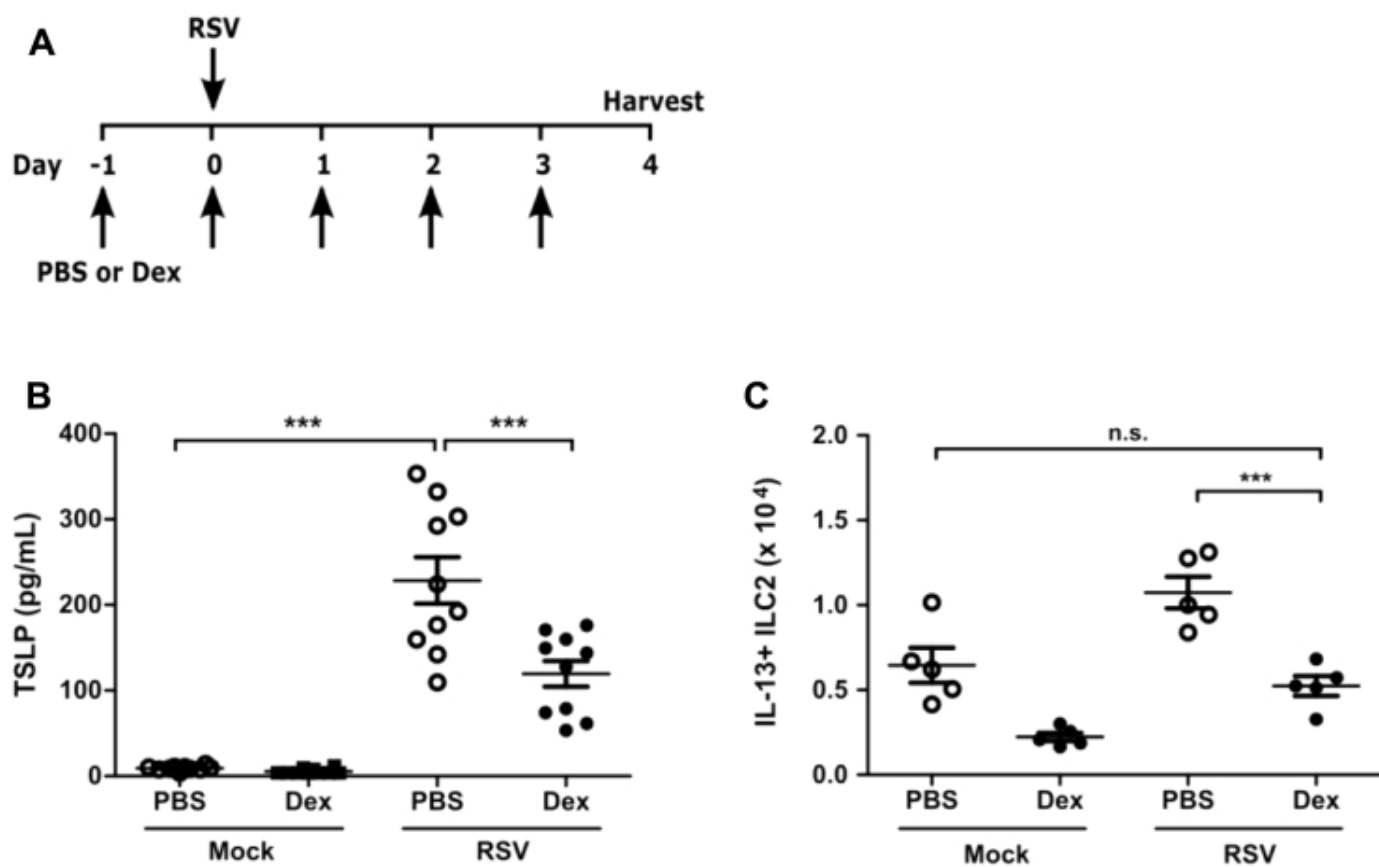 A
RSV
Harvest
Day -1 0 1 2 3 4
PBS or Dex
B
*** ***
400
300
200
100
0
TSLP (pg/mL)
PBS Dex PBS Dex
Mock RSV
C
n.s.
***
2.0
1.5
1.0
0.5
0.0
IL-13+ ILC2 (x 10⁴)
PBS Dex PBS Dex
Mock RSV